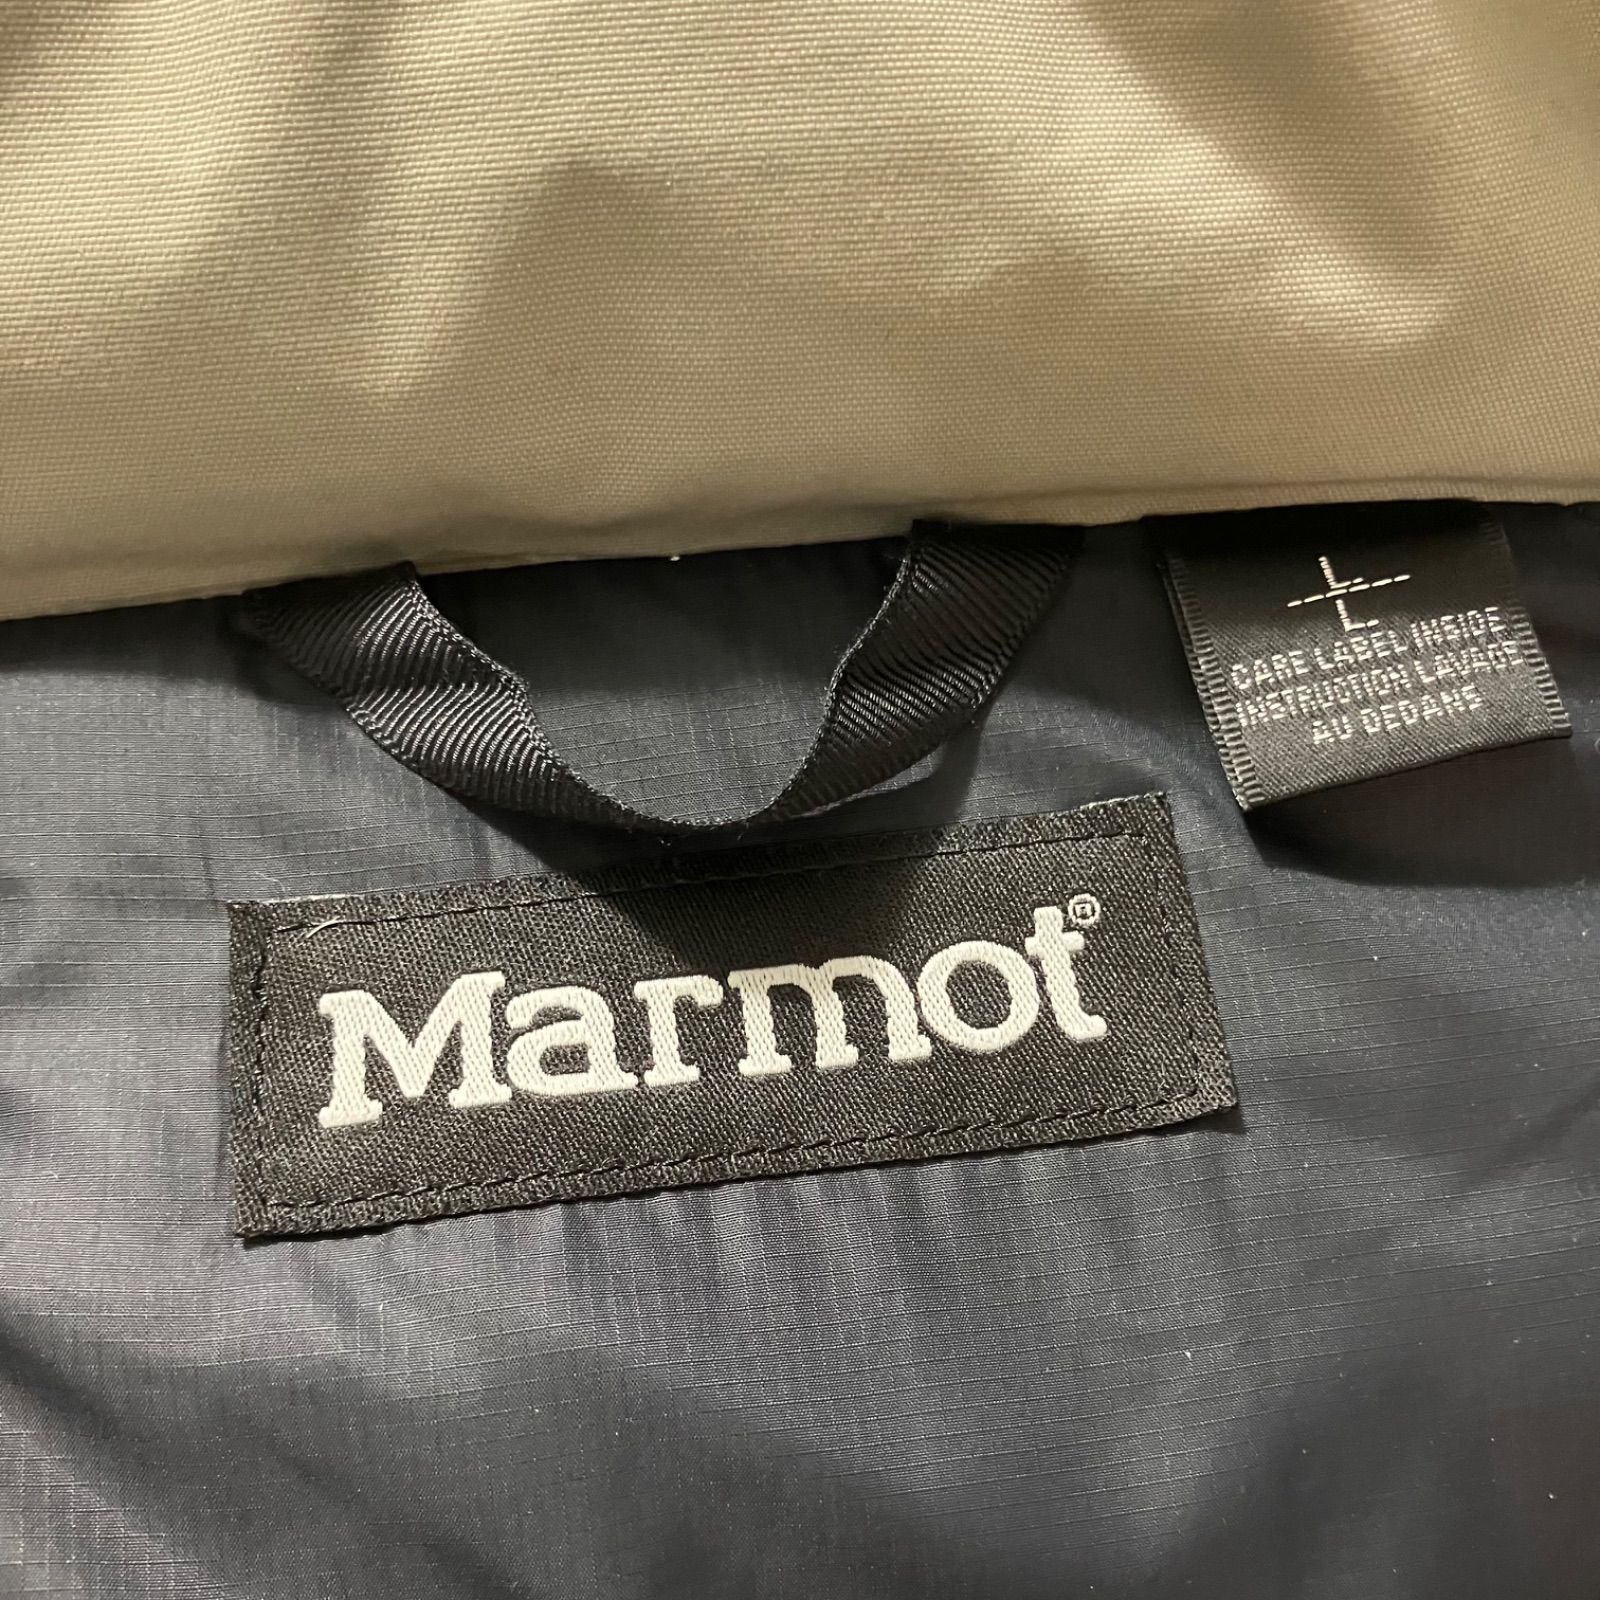 L
CARE LABEL INSIDE
INSTRUCTION LAVAGE
AU DEDANS
Marmot®